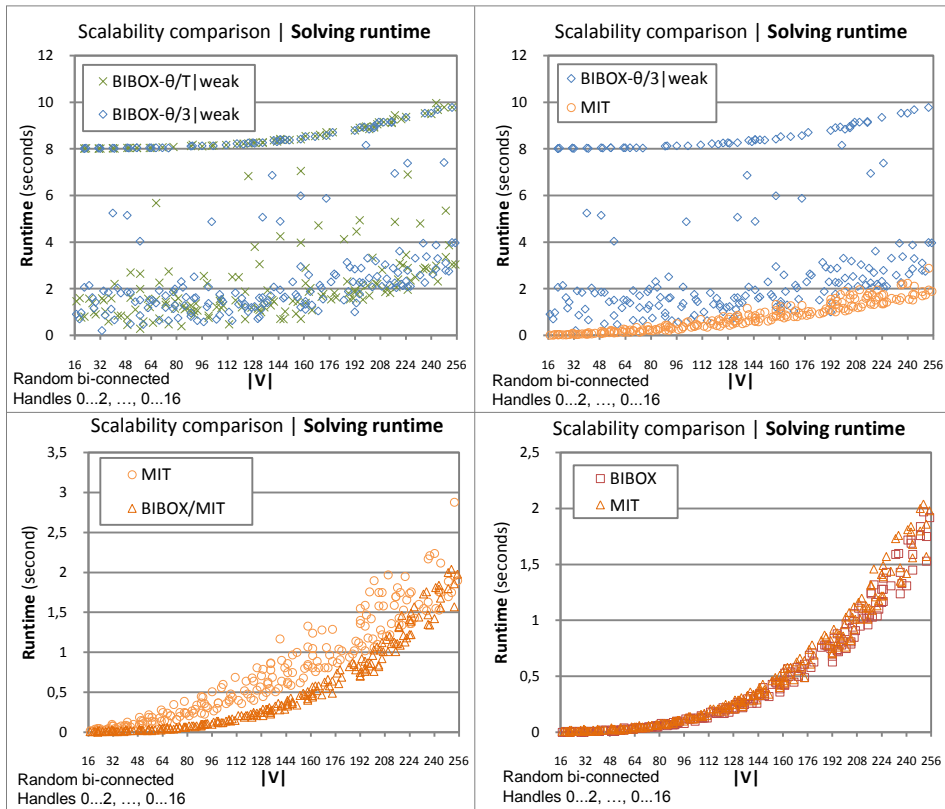 Scalability comparison | Solving runtime
12
10
8
6
4
2
0
Runtime (seconds)
BIBOX-θ/T|weak
BIBOX-θ/3|weak
16 32 48 64 80 96 112 128 144 160 176 192 208 224 240 256
|V|
Random bi-connected
Handles 0...2, ..., 0...16
Scalability comparison | Solving runtime
12
10
8
6
4
2
0
Runtime (seconds)
BIBOX-θ/3|weak
MIT
16 32 48 64 80 96 112 128 144 160 176 192 208 224 240 256
|V|
Random bi-connected
Handles 0...2, ..., 0...16
Scalability comparison | Solving runtime
3,5
3
2,5
2
1,5
1
0,5
0
Runtime (seconds)
MIT
BIBOX/MIT
16 32 48 64 80 96 112 128 144 160 176 192 208 224 240 256
|V|
Random bi-connected
Handles 0...2, ..., 0...16
Scalability comparison | Solving runtime
2,5
2
1,5
1
0,5
0
Runtime (seconds)
BIBOX
MIT
16 32 48 64 80 96 112 128 144 160 176 192 208 224 240 256
|V|
Random bi-connected
Handles 0...2, ..., 0...16